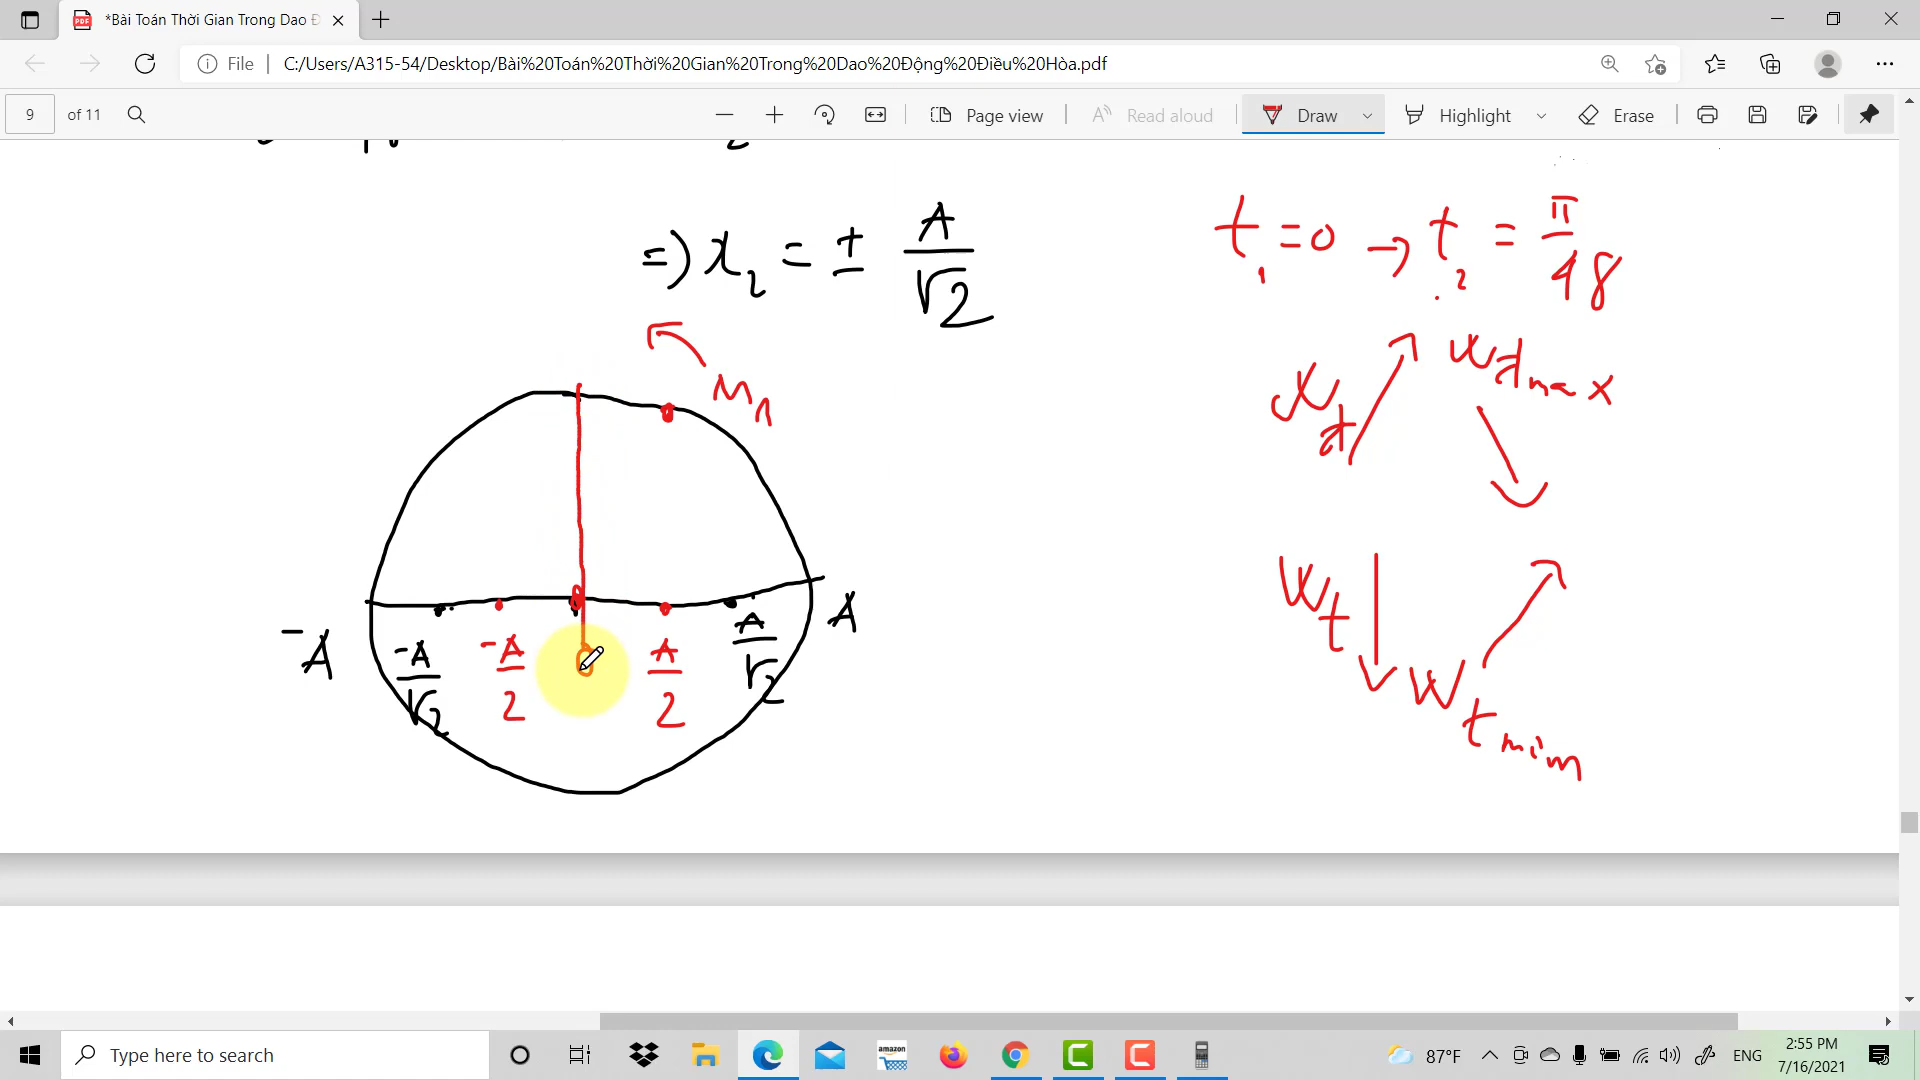 *Bài Toán Thời Gian Trong Dao Đ
File
C:/Users/A315-54/Desktop/Bài%20Toán%20Thời%20Gian%20Trong%20Dao%20Động%20Điều%20Hòa.pdf
9 of 11
Page view
Read aloud
Draw
Highlight
Erase
=) x₂ = ± A/√2
t₁ = 0 → t₂ = π/48
M₁
Wđ
Wđmax
-A
-A/√2
-A/2
0
A/2
A/√2
A
Wt
Wtmin
Type here to search
amazon
87°F
ENG
2:55 PM
7/16/2021